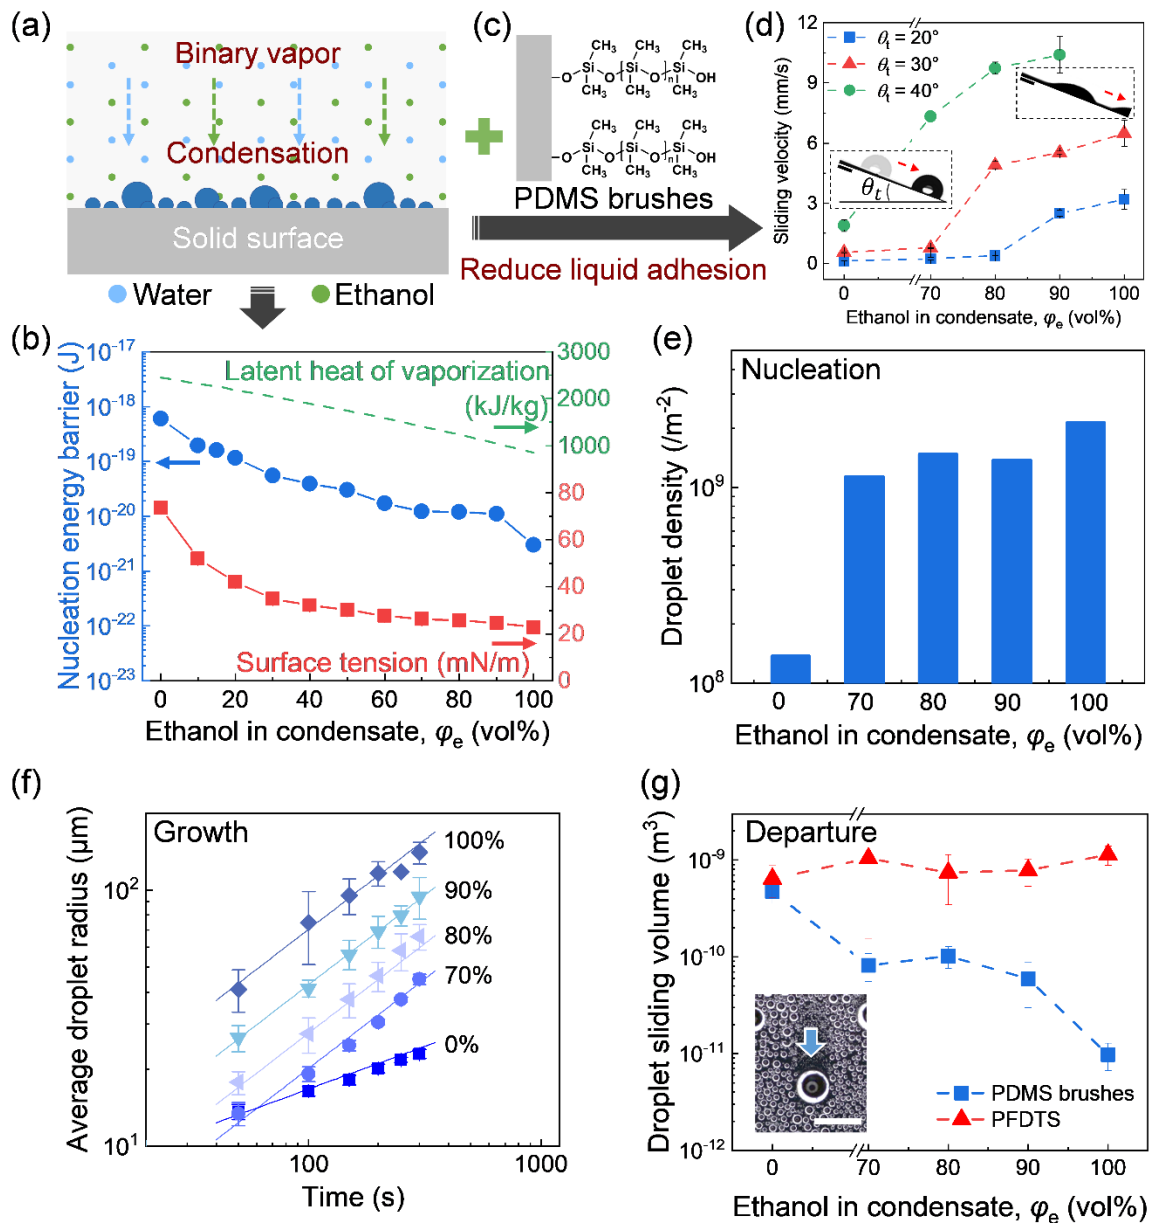 (a)
Binary vapor
Condensation
Solid surface
Water
Ethanol
(c)
CH₃ CH₃ CH₃
O Si O Si O Si OH
CH₃ CH₃ n CH₃
CH₃ CH₃ CH₃
O Si O Si O Si OH
CH₃ CH₃ n CH₃
PDMS brushes
Reduce liquid adhesion
(d)
Sliding velocity (mm/s)
12
9
6
3
0
θt = 20°
θt = 30°
θt = 40°
θt
0 70 80 90 100
Ethanol in condensate, φe (vol%)
(b)
Nucleation energy barrier (J)
10⁻¹⁷
10⁻¹⁸
10⁻¹⁹
10⁻²⁰
10⁻²¹
10⁻²²
10⁻²³
Latent heat of vaporization
(kJ/kg)
3000
2000
1000
80
60
40
20
0
Surface tension (mN/m)
0 20 40 60 80 100
Ethanol in condensate, φe (vol%)
(e)
Nucleation
Droplet density (/m⁻²)
10⁹
10⁸
0 70 80 90 100
Ethanol in condensate, φe (vol%)
(f)
Growth
Average droplet radius (μm)
10²
10¹
100%
90%
80%
70%
0%
100 1000
Time (s)
(g)
Departure
Droplet sliding volume (m³)
10⁻⁹
10⁻¹⁰
10⁻¹¹
10⁻¹²
PDMS brushes
PFDTS
0 70 80 90 100
Ethanol in condensate, φe (vol%)